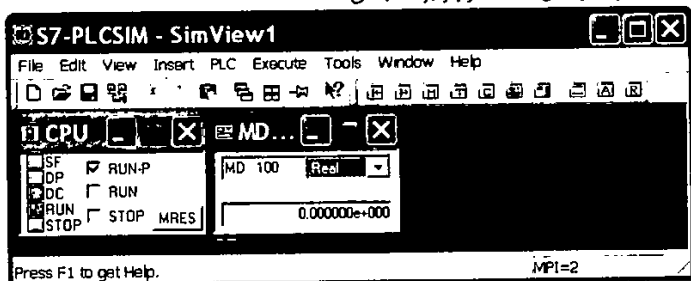 S7-PLCSIM - SimView1
File Edit View Insert PLC Execute Tools Window Help
CPU
SF
DP
DC
RUN
STOP
RUN-P
RUN
STOP
MRES
MD...
MD 100 Real
0.000000e+000
Press F1 to get Help.
MPI=2